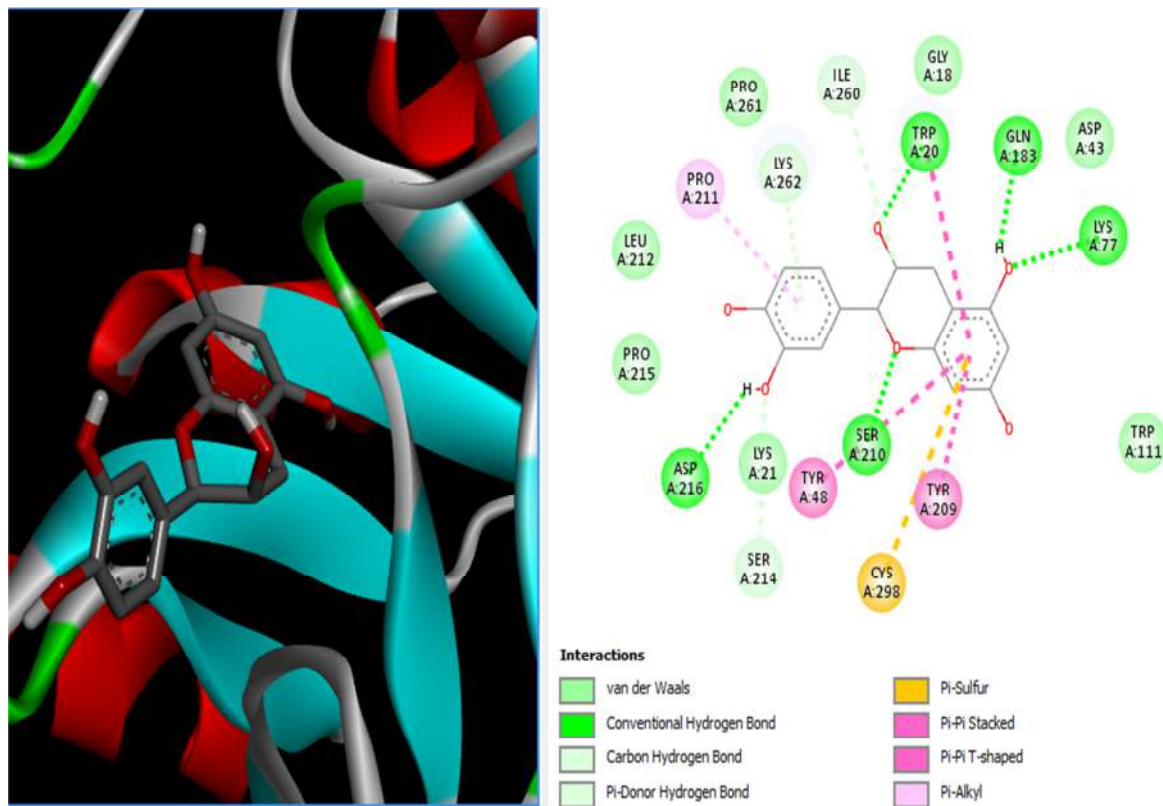 GLY
A:18
ILE
A:260
PRO
A:261
TRP
A:20
GLN
A:183
ASP
A:43
LYS
A:262
PRO
A:211
LYS
A:77
LEU
A:212
O
H
O
O
PRO
A:215
O
H-O
O
TRP
A:111
SER
A:210
ASP
A:216
LYS
A:21
TYR
A:48
TYR
A:209
SER
A:214
CYS
A:298
Interactions
van der Waals
Conventional Hydrogen Bond
Carbon Hydrogen Bond
Pi-Donor Hydrogen Bond
Pi-Sulfur
Pi-Pi Stacked
Pi-Pi T-shaped
Pi-Alkyl